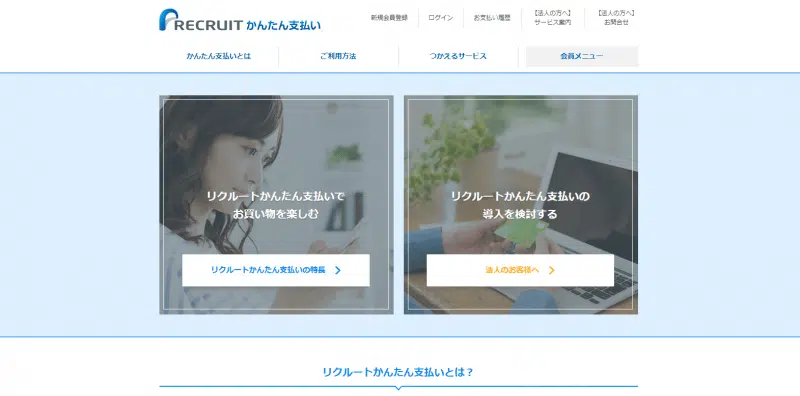 RECRUIT かんたん支払い
新規会員登録
ログイン
お支払い履歴
【法人の方へ】
サービス案内
【法人の方へ】
お問合せ
かんたん支払いとは
ご利用方法
つかえるサービス
会員メニュー
リクルートかんたん支払いで
お買い物を楽しむ
リクルートかんたん支払いの特長
リクルートかんたん支払いの
導入を検討する
法人のお客様へ
リクルートかんたん支払いとは？